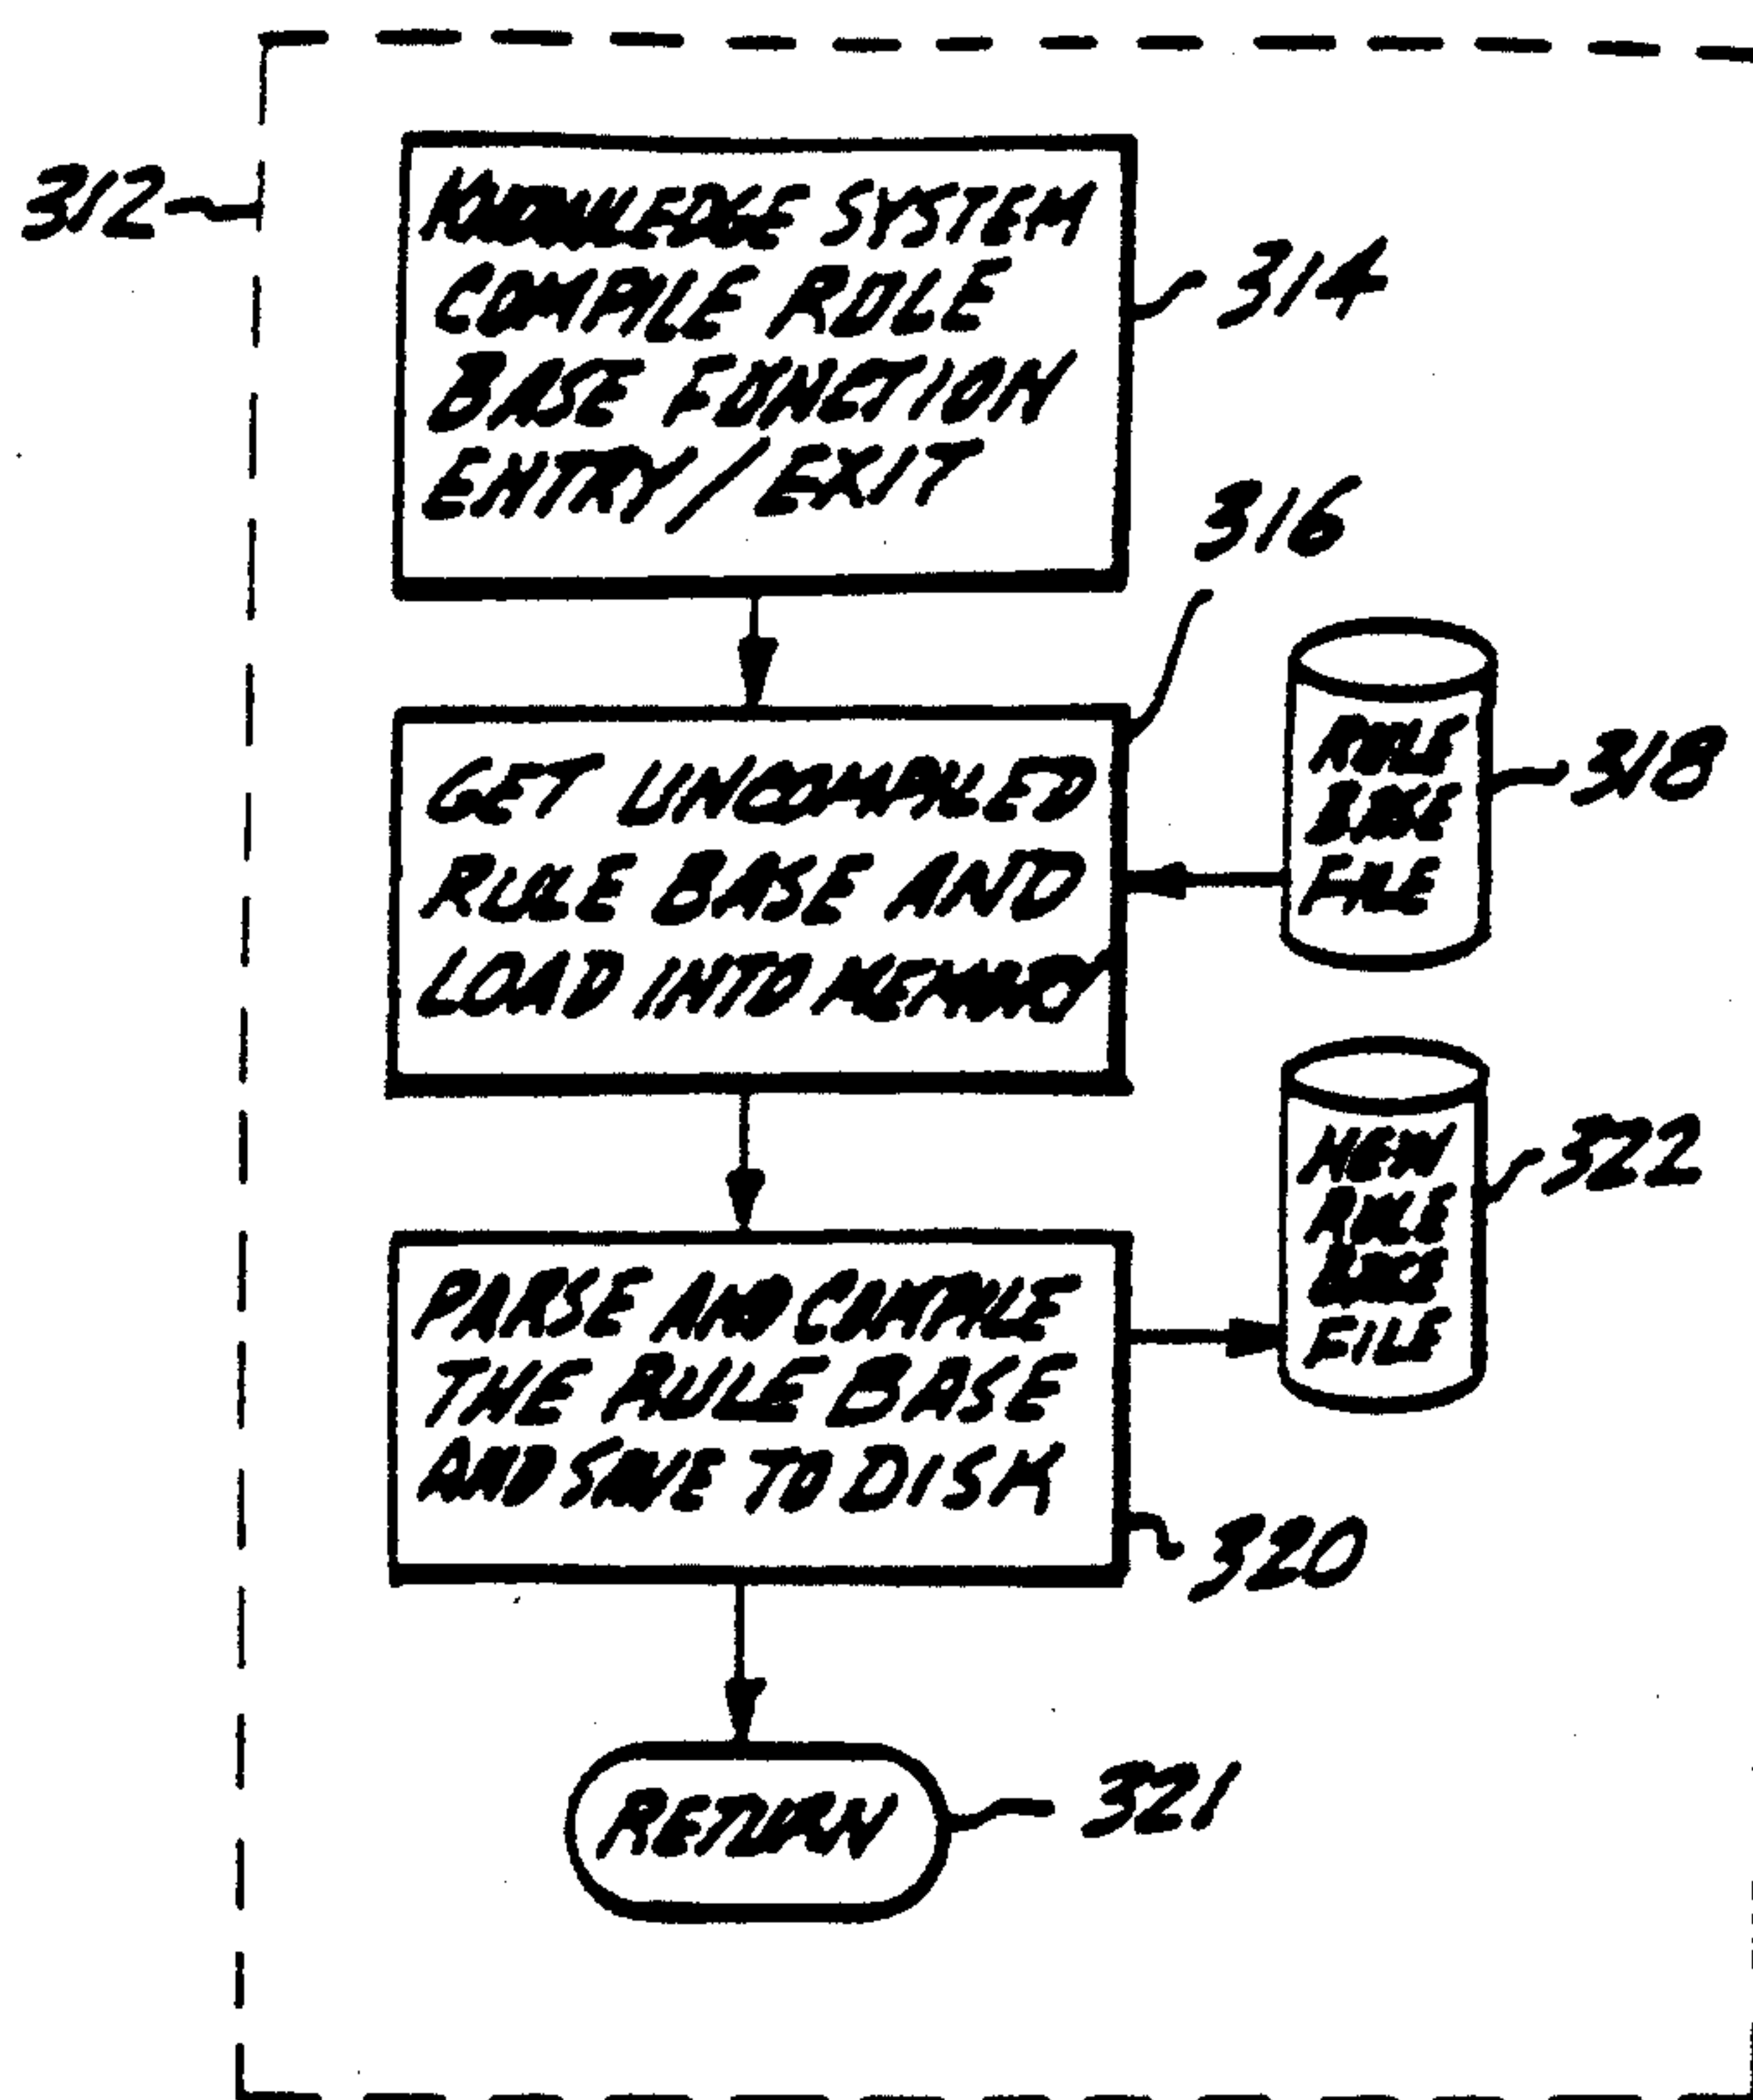 312
KNOWLEDGE SYSTEM
COMPILE RULE
BASE FUNCTION
ENTRY/EXIT
314
316
GET UNCOMPILED
RULE BASE AND
LOAD INTO MEMORY
RULE
BASE
FILE
318
NEW
RULE
BASE
FILE
322
PARSE AND COMPILE
THE RULE BASE
AND SAVE TO DISK
320
RETURN
321